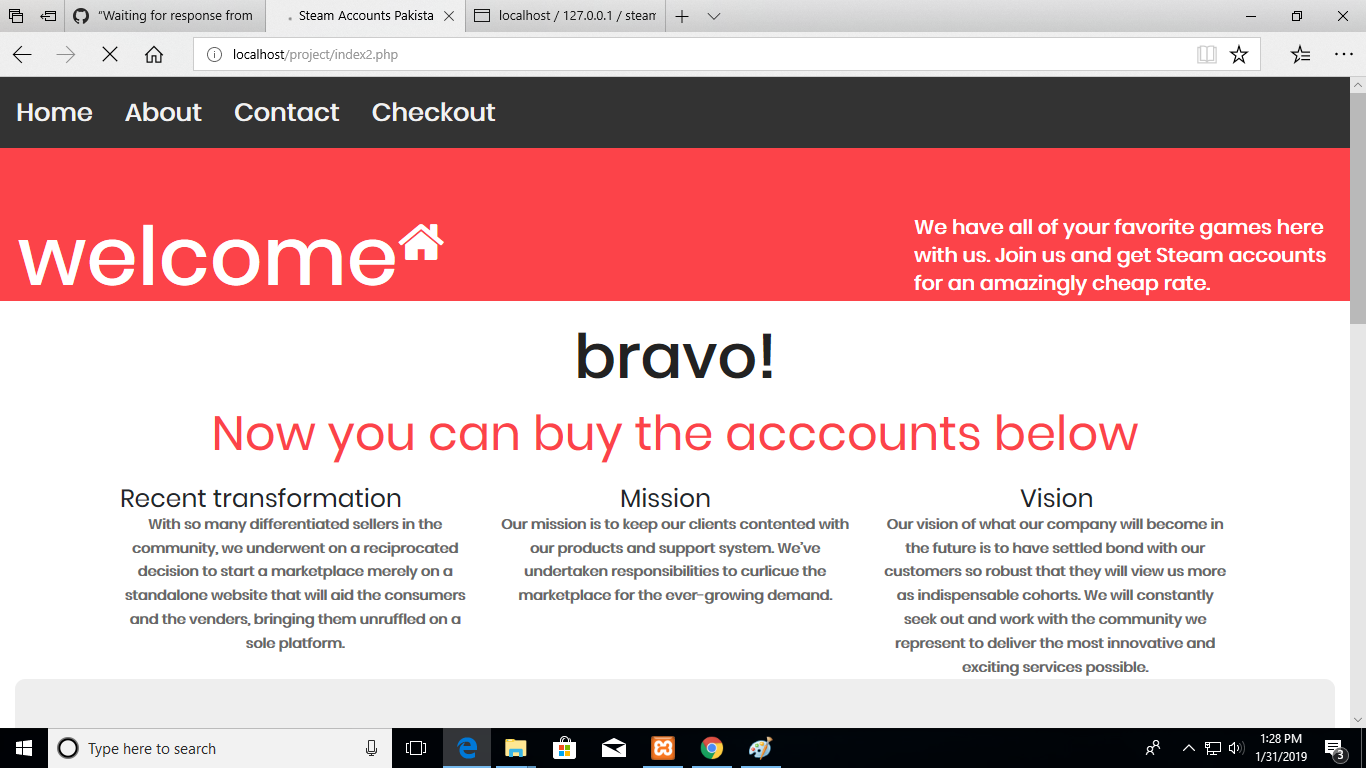 “Waiting for response from
Steam Accounts Pakista
localhost / 127.0.0.1 / steam
localhost/project/index2.php
Home About Contact Checkout
welcome
We have all of your favorite games here
with us. Join us and get Steam accounts
for an amazingly cheap rate.
bravo!
Now you can buy the acccounts below
Recent transformation
With so many differentiated sellers in the
community, we underwent on a reciprocated
decision to start a marketplace merely on a
standalone website that will aid the consumers
and the venders, bringing them unruffled on a
sole platform.
Mission
Our mission is to keep our clients contented with
our products and support system. We’ve
undertaken responsibilities to curlicue the
marketplace for the ever-growing demand.
Vision
Our vision of what our company will become in
the future is to have settled bond with our
customers so robust that they will view us more
as indispensable cohorts. We will constantly
seek out and work with the community we
represent to deliver the most innovative and
exciting services possible.
Type here to search
1:28 PM
1/31/2019
3